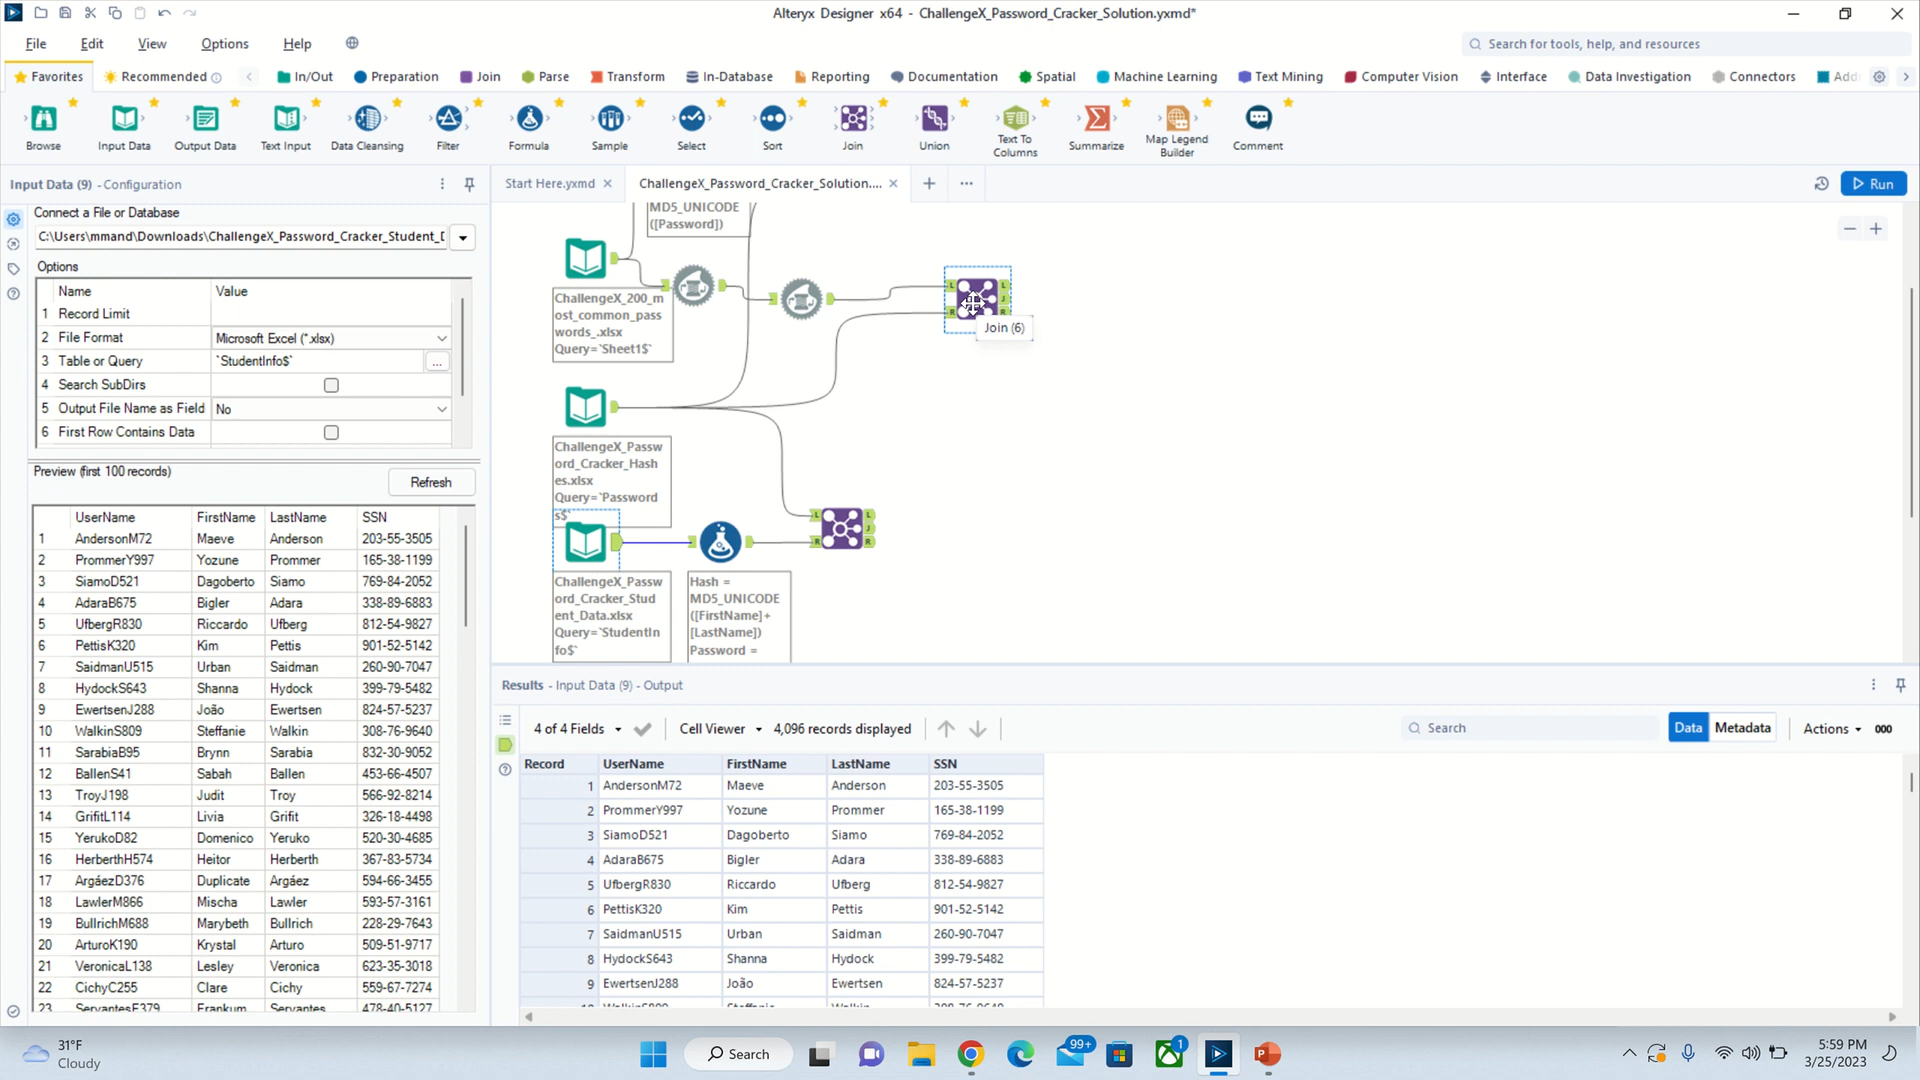 Alteryx Designer x64 - ChallengeX_Password_Cracker_Solution.yxmd*
File Edit View Options Help
Search for tools, help, and resources
Favorites Recommended In/Out Preparation Join Parse Transform In-Database Reporting Documentation Spatial Machine Learning Text Mining Computer Vision Interface Data Investigation Connectors
Browse Input Data Output Data Text Input Data Cleansing Filter Formula Sample Select Sort Join Union Text To Columns Summarize Map Legend Builder Comment
Input Data (9) - Configuration
Start Here.yxmd
ChallengeX_Password_Cracker_Solution....
Run
Connect a File or Database
C:\Users\mmand\Downloads\ChallengeX_Password_Cracker_Student_D
Options
Name Value
1 Record Limit
2 File Format Microsoft Excel (*.xlsx)
3 Table or Query `StudentInfo$` ...
4 Search SubDirs
5 Output File Name as Field No
6 First Row Contains Data
Preview (first 100 records)
Refresh
UserName FirstName LastName SSN
1 AndersonM72 Maeve Anderson 203-55-3505
2 PrommerY997 Yozune Prommer 165-38-1199
3 SiamoD521 Dagoberto Siamo 769-84-2052
4 AdaraB675 Bigler Adara 338-89-6883
5 UfbergR830 Riccardo Ufberg 812-54-9827
6 PettisK320 Kim Pettis 901-52-5142
7 SaidmanU515 Urban Saidman 260-90-7047
8 HydockS643 Shanna Hydock 399-79-5482
9 EwertsenJ288 João Ewertsen 824-57-5237
10 WalkinS809 Steffanie Walkin 308-76-9640
11 SarabiaB95 Brynn Sarabia 832-30-9052
12 BallenS41 Sabah Ballen 453-66-4507
13 TroyJ198 Judit Troy 566-92-8214
14 GrifitL114 Livia Grifit 326-18-4498
15 YerukoD82 Domenico Yeruko 520-30-4685
16 HerberthH574 Heitor Herberth 367-83-5734
17 ArgáezD376 Duplicate Argáez 594-66-3455
18 LawlerM866 Mischa Lawler 593-57-3161
19 BullrichM688 Marybeth Bullrich 228-29-7643
20 ArturoK190 Krystal Arturo 509-51-9717
21 VeronicaL138 Lesley Veronica 623-35-3018
22 CichyC255 Clare Cichy 559-67-7274
23 ServantesF379 Frankum Servantes 478-40-5127
MD5_UNICODE
([Password])
ChallengeX_200_m
ost_common_pass
words_.xlsx
Query=`Sheet1$`
Join (6)
ChallengeX_Passw
ord_Cracker_Hash
es.xlsx
Query=`Password
s$`
ChallengeX_Passw
ord_Cracker_Stud
ent_Data.xlsx
Query=`StudentIn
fo$`
Hash =
MD5_UNICODE
([FirstName]+
[LastName])
Password =
Results - Input Data (9) - Output
4 of 4 Fields Cell Viewer 4,096 records displayed Search Data Metadata Actions 000
Record UserName FirstName LastName SSN
1 AndersonM72 Maeve Anderson 203-55-3505
2 PrommerY997 Yozune Prommer 165-38-1199
3 SiamoD521 Dagoberto Siamo 769-84-2052
4 AdaraB675 Bigler Adara 338-89-6883
5 UfbergR830 Riccardo Ufberg 812-54-9827
6 PettisK320 Kim Pettis 901-52-5142
7 SaidmanU515 Urban Saidman 260-90-7047
8 HydockS643 Shanna Hydock 399-79-5482
9 EwertsenJ288 João Ewertsen 824-57-5237
31°F
Cloudy
Search
99+
1
5:59 PM
3/25/2023